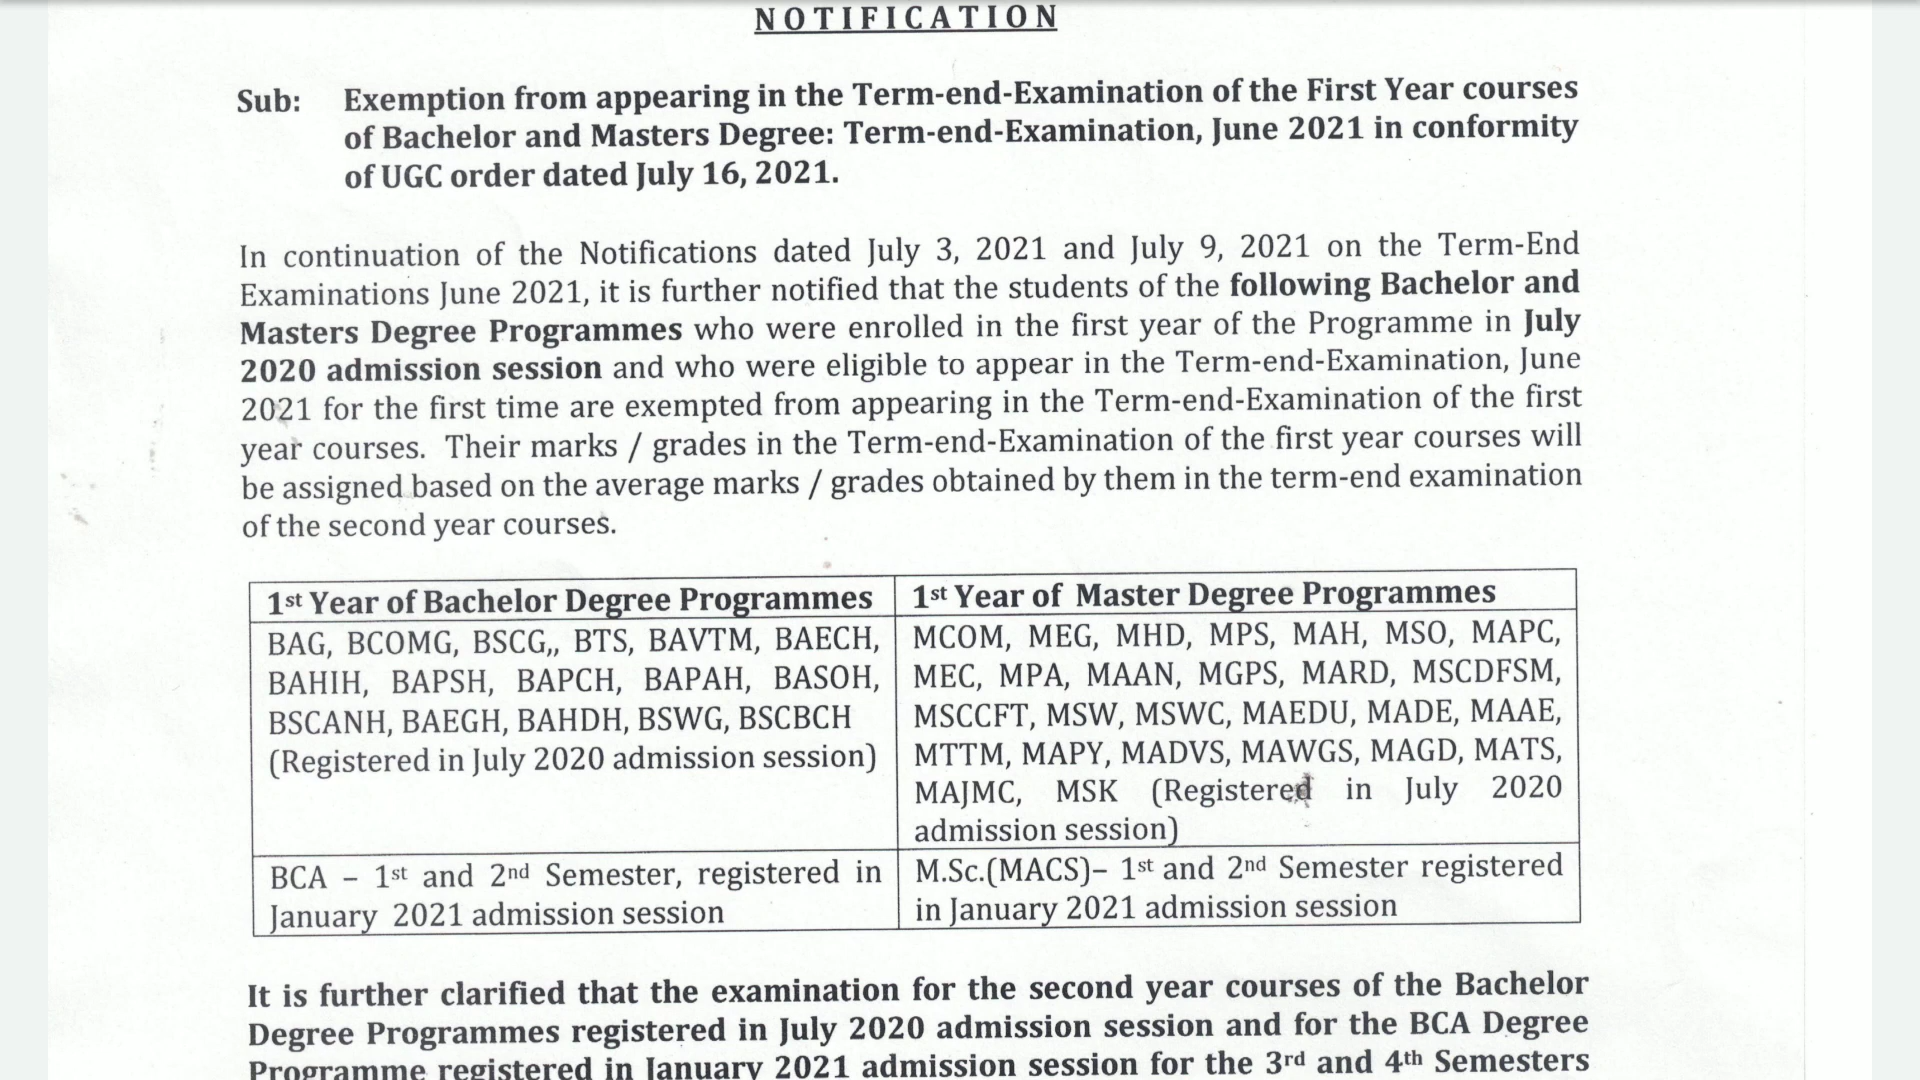 NOTIFICATION
Sub: Exemption from appearing in the Term-end-Examination of the First Year courses
of Bachelor and Masters Degree: Term-end-Examination, June 2021 in conformity
of UGC order dated July 16, 2021.
In continuation of the Notifications dated July 3, 2021 and July 9, 2021 on the Term-End
Examinations June 2021, it is further notified that the students of the following Bachelor and
Masters Degree Programmes who were enrolled in the first year of the Programme in July
2020 admission session and who were eligible to appear in the Term-end-Examination, June
2021 for the first time are exempted from appearing in the Term-end-Examination of the first
year courses. Their marks / grades in the Term-end-Examination of the first year courses will
be assigned based on the average marks / grades obtained by them in the term-end examination
of the second year courses.
1st Year of Bachelor Degree Programmes
BAG, BCOMG, BSCG,, BTS, BAVTM, BAECH,
BAHIH, BAPSH, BAPCH, BAPAH, BASOH,
BSCANH, BAEGH, BAHDH, BSWG, BSCBCH
(Registered in July 2020 admission session)
1st Year of Master Degree Programmes
MCOM, MEG, MHD, MPS, MAH, MSO, MAPC,
MEC, MPA, MAAN, MGPS, MARD, MSCDFSM,
MSCCFT, MSW, MSWC, MAEDU, MADE, MAAE,
MTTM, MAPY, MADVS, MAWGS, MAGD, MATS,
MAJMC, MSK (Registered in July 2020
admission session)
BCA – 1st and 2nd Semester, registered in
January 2021 admission session
M.Sc.(MACS)– 1st and 2nd Semester registered
in January 2021 admission session
It is further clarified that the examination for the second year courses of the Bachelor
Degree Programmes registered in July 2020 admission session and for the BCA Degree
Programme registered in January 2021 admission session for the 3rd and 4th Semesters